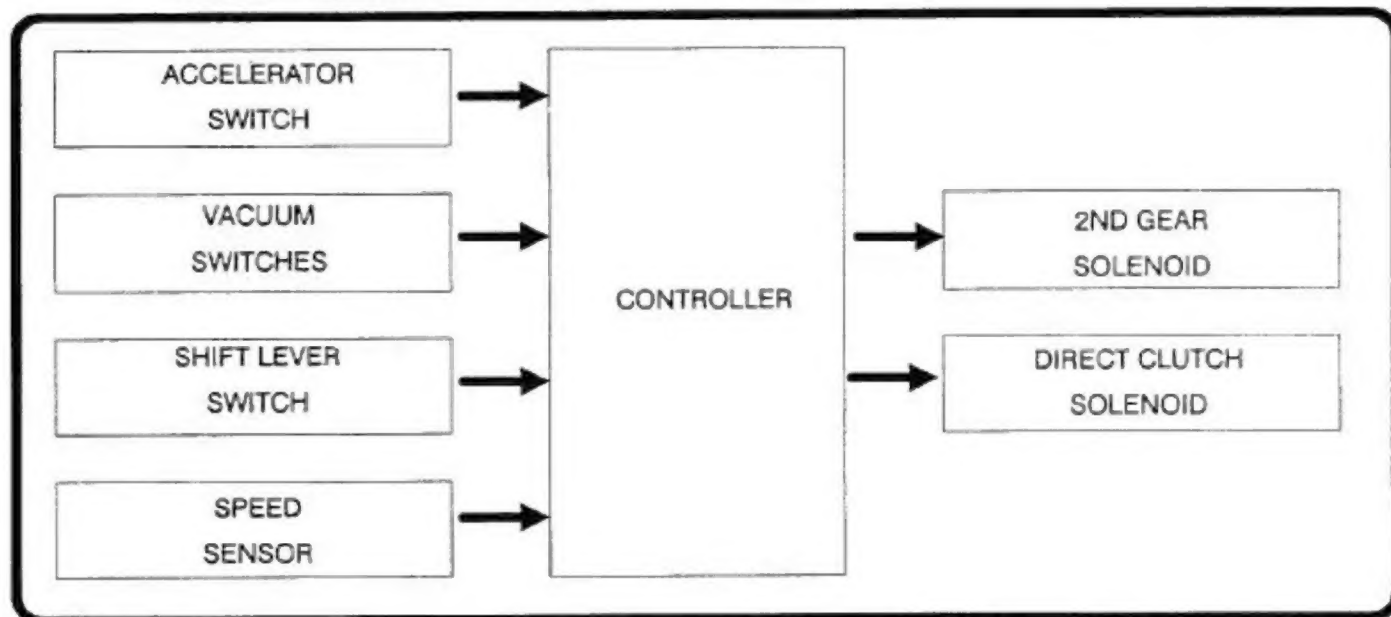 ACCELERATOR
SWITCH
VACUUM
SWITCHES
SHIFT LEVER
SWITCH
SPEED
SENSOR
CONTROLLER
2ND GEAR
SOLENOID
DIRECT CLUTCH
SOLENOID